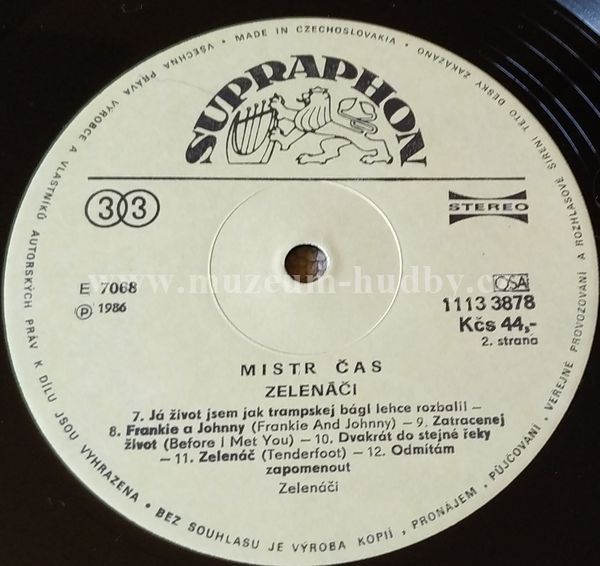 VŠECHNA PRÁVA VÝROBCE A VLASTNÍKŮ AUTORSKÝCH PRÁV K DÍLU JSOU VYHRAZENA • BEZ SOUHLASU JE VÝROBA KOPIÍ, PRONÁJEM, PŮJČOVÁNÍ, VEŘEJNÉ PROVOZOVÁNÍ A ROZHLASOVÉ ŠÍŘENÍ TÉTO DESKY ZAKÁZÁNO
• MADE IN CZECHOSLOVAKIA •
SUPRAPHON
33
STEREO
www.muzeum-hudby.c
E 7068
℗ 1986
OSA
1113 3878
Kčs 44,-
2. strana
MISTR ČAS
ZELENÁČI
7. Já život jsem jak trampskej bágl lehce rozbalil –
8. Frankie a Johnny (Frankie And Johnny) – 9. Zatracenej
život (Before I Met You) – 10. Dvakrát do stejné řeky
– 11. Zelenáč (Tenderfoot) – 12. Odmítám
zapomenout
Zelenáči